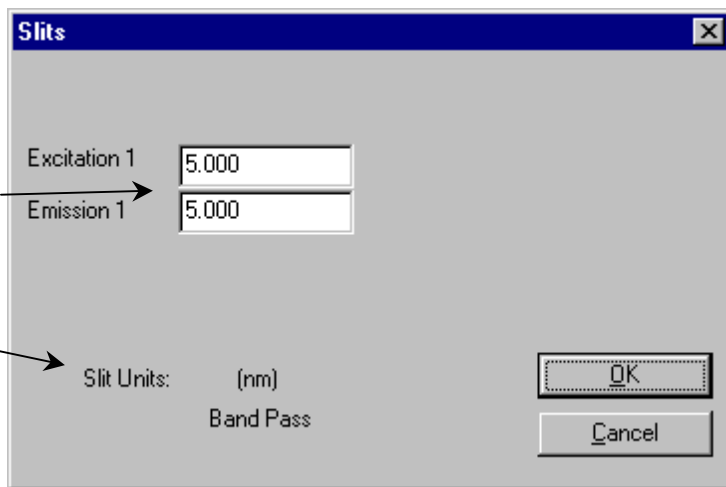 Slits
Excitation 1 5.000
Emission 1 5.000
Slit Units: (nm)
Band Pass
OK
Cancel